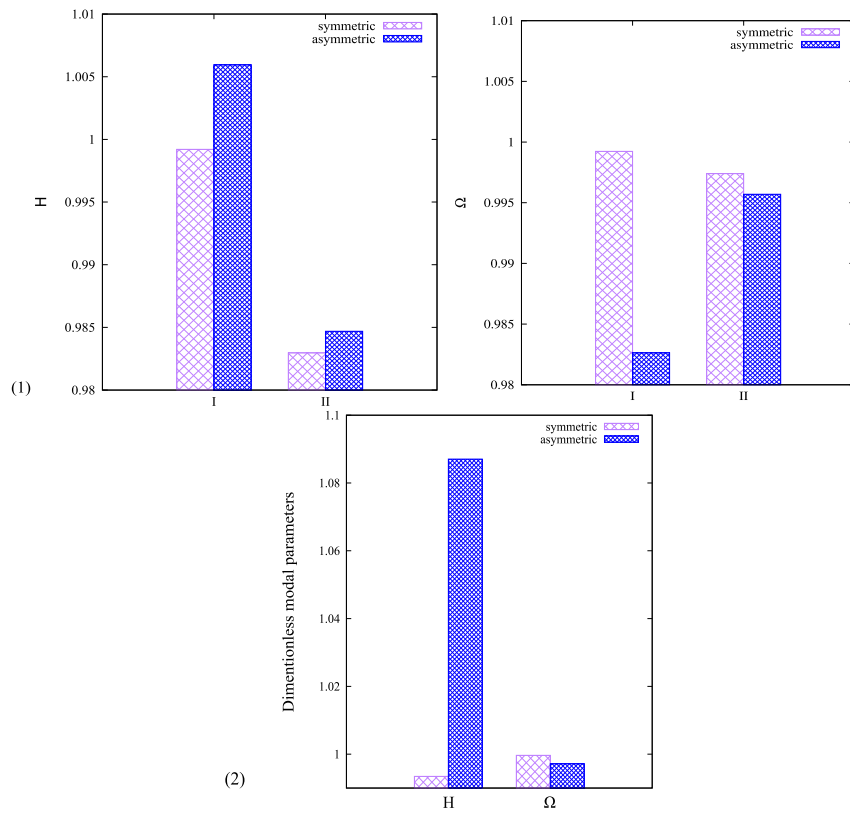 1.01
symmetric
asymmetric
1.005
1
0.995
H
0.99
0.985
0.98
I
II
(1)
1.01
symmetric
asymmetric
1.005
1
0.995
Ω
0.99
0.985
0.98
I
II
1.1
symmetric
asymmetric
1.08
1.06
Dimentionless modal parameters
1.04
1.02
1
(2)
H
Ω